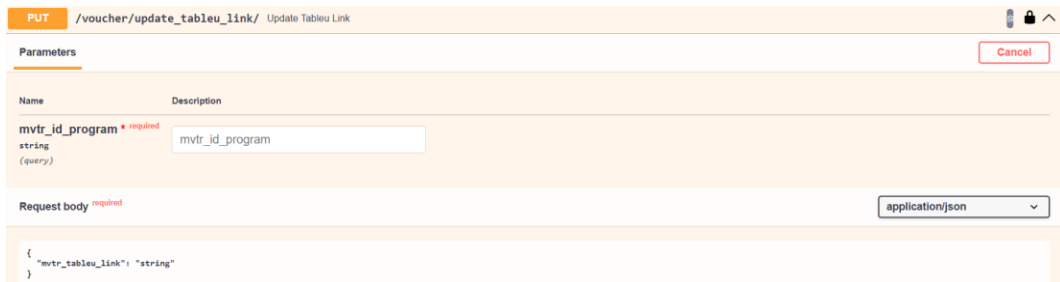 PUT /voucher/update_tableu_link/ Update Tableu Link
Parameters Cancel
Name Description
mvtr_id_program * required mvtr_id_program
string
(query)
Request body required application/json
{
"mvtr_tableu_link": "string"
}